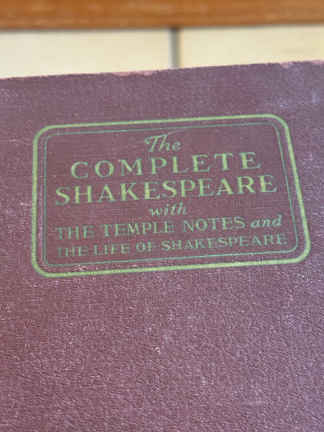 The
COMPLETE
SHAKESPEARE
with
THE TEMPLE NOTES and
THE LIFE OF SHAKESPEARE